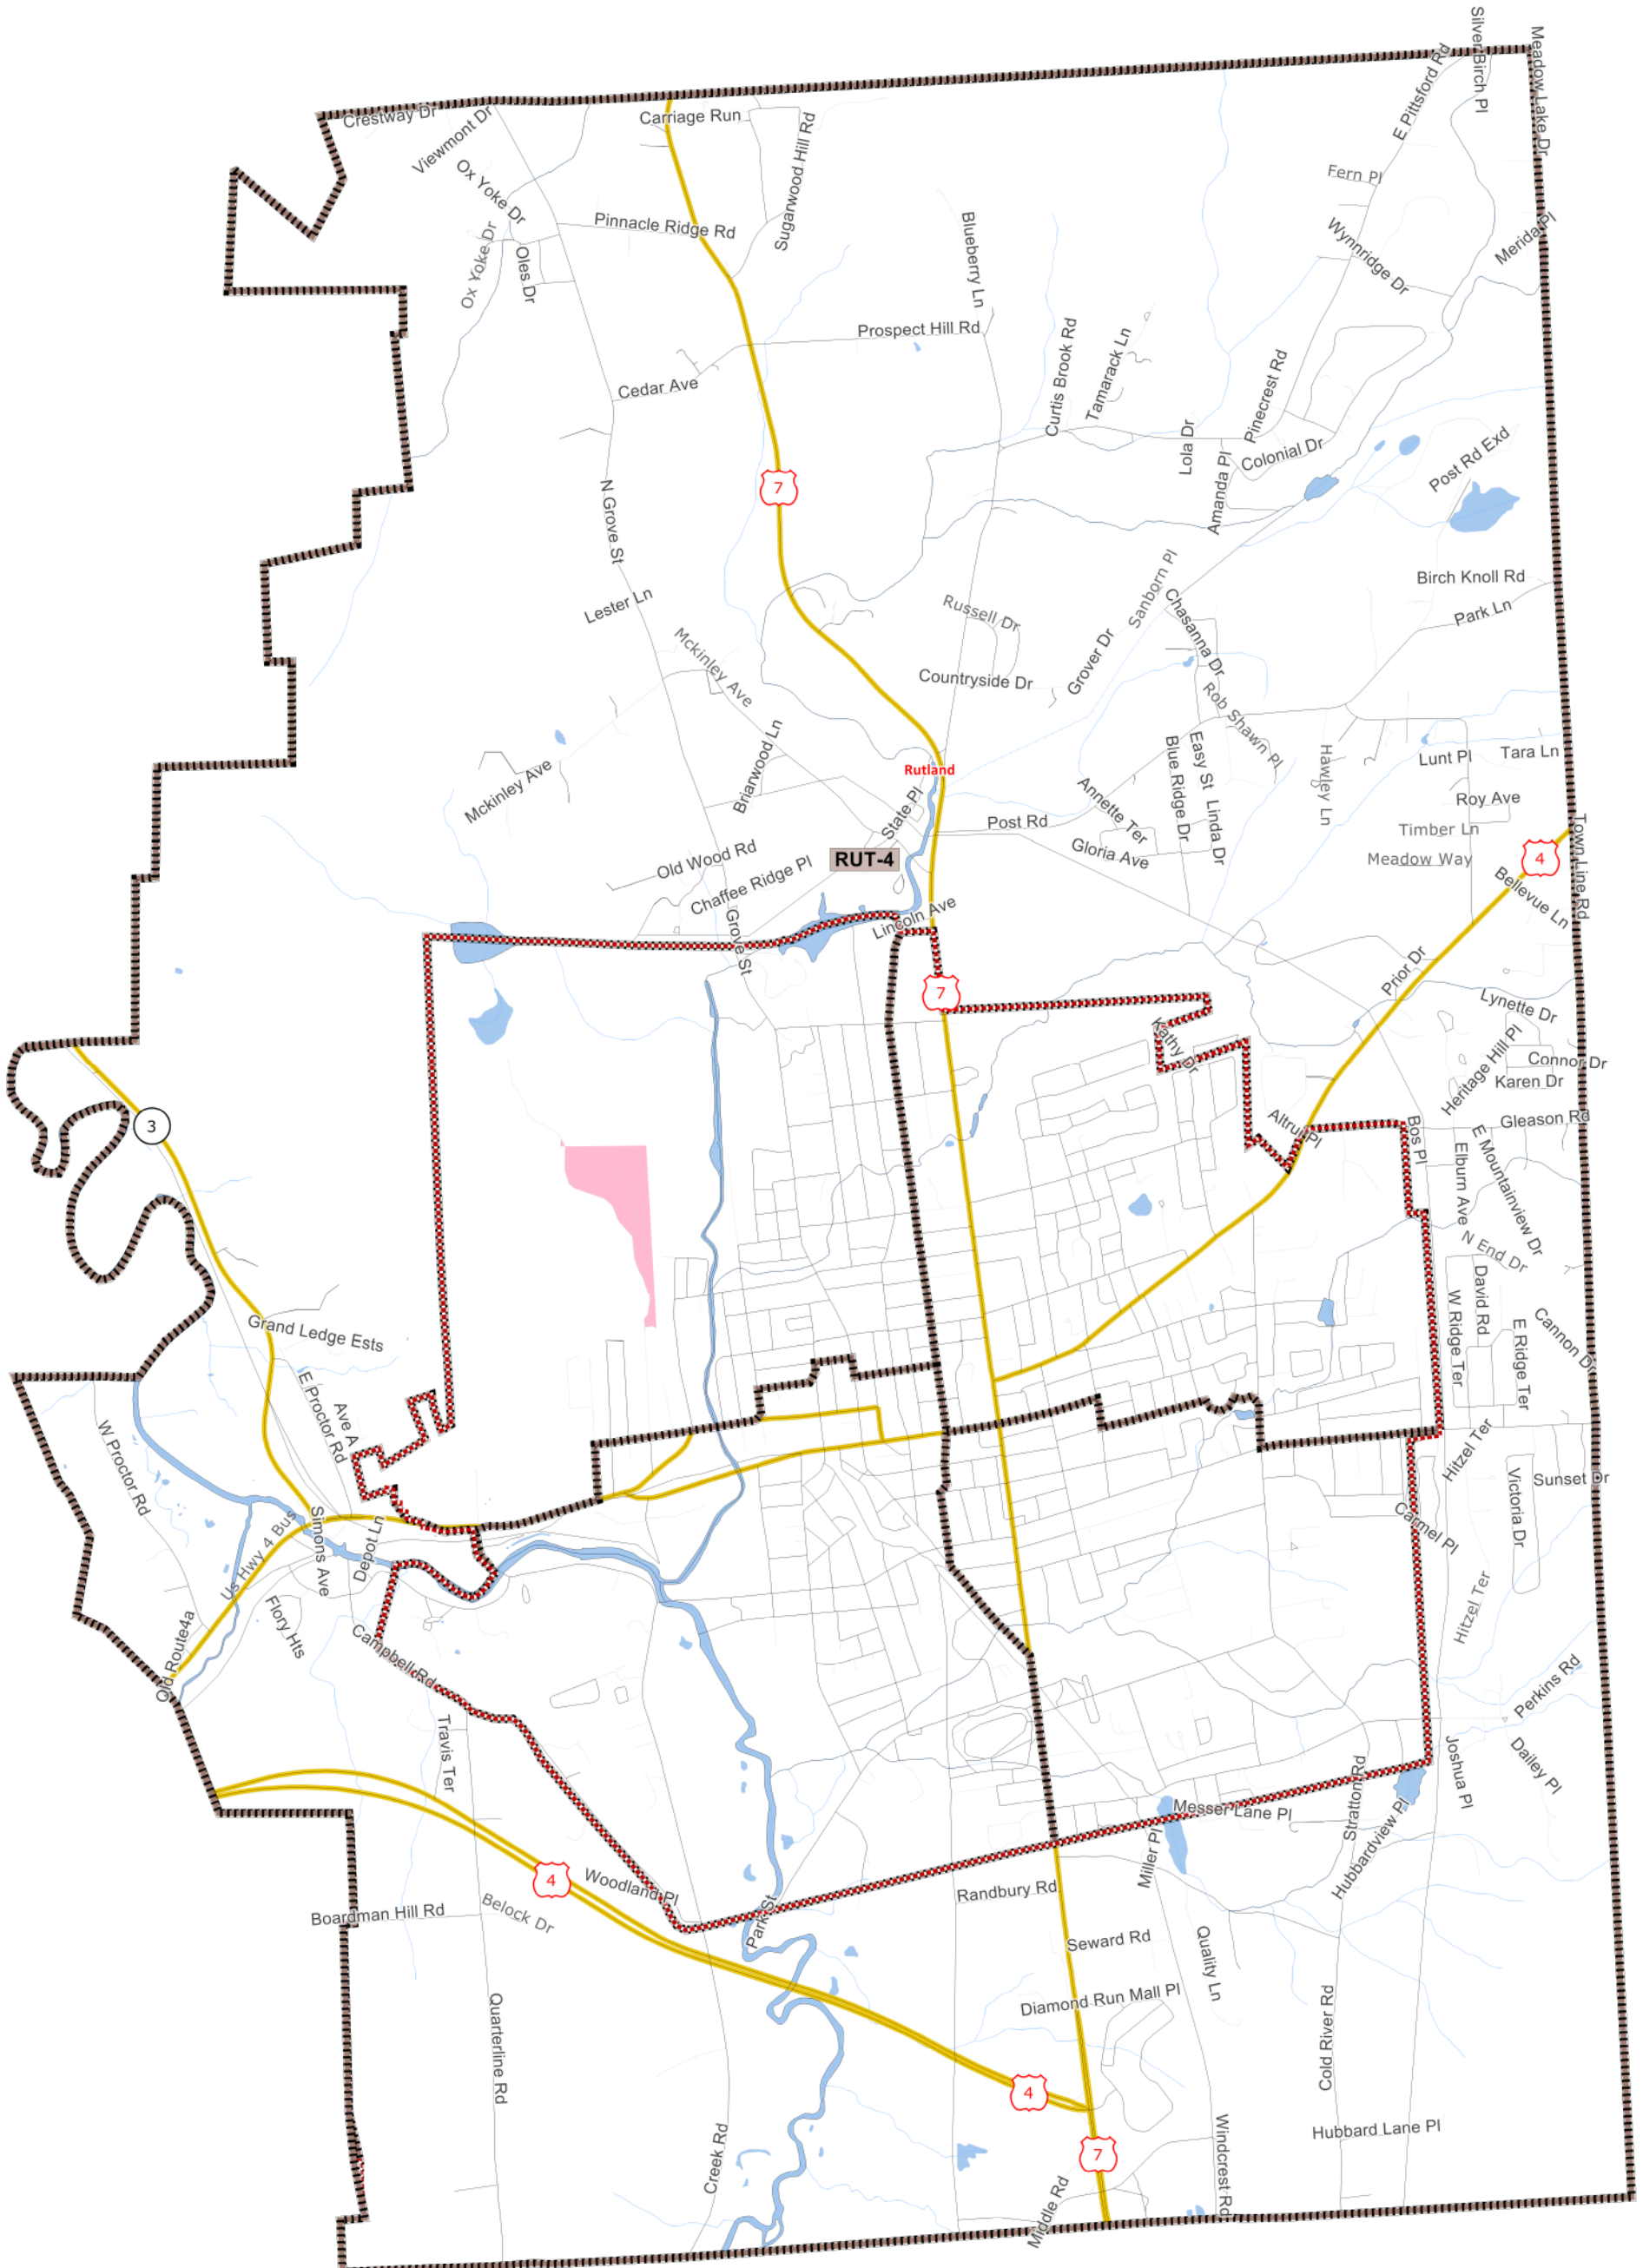 Silver Birch Pl
Meadow Lake Dr
E Pittsford Rd
Crestway Dr
Carriage Run
Viewmont Dr
Sugarwood Hill Rd
Ox Yoke Dr
Fern Pl
Pinnacle Ridge Rd
Blueberry Ln
Wynnridge Dr
Merida Pl
Ox Yoke Dr
Oles Dr
Prospect Hill Rd
Curtis Brook Rd
Tamarack Ln
Cedar Ave
Pinecrest Rd
Lola Dr
Colonial Dr
Post Rd Exd
Amanda Pl
7
N Grove St
Birch Knoll Rd
Sanborn Pl
Lester Ln
Russell Dr
Chasanna Dr
Park Ln
Mckinley Ave
Grover Dr
Countryside Dr
Rob Shawn Pl
Briarwood Ln
Rutland
Easy St
Blue Ridge Dr
Hawley Ln
Lunt Pl
Tara Ln
Mckinley Ave
State Pl
Annette Ter
Linda Dr
Roy Ave
Post Rd
Timber Ln
Town Line Rd
Old Wood Rd
RUT-4
Gloria Ave
Meadow Way
4
Chaffee Ridge Pl
Bellevue Ln
Lincoln Ave
Grove St
Prior Dr
7
Lynette Dr
Kathy Dr
Heritage Hill Pl
Connor Dr
Karen Dr
3
Altrui Pl
Bos Pl
Gleason Rd
Elburn Ave
E Mountainview Dr
N End Dr
David Rd
W Ridge Ter
E Ridge Ter
Cannon Dr
Grand Ledge Ests
E Proctor Rd
Ave A
W Proctor Rd
Hitzel Ter
Sunset Dr
Victoria Dr
Carmel Pl
Us Hwy 4 Bus
Simons Ave
Depot Ln
Flory Hts
Hitzel Ter
Old Route4a
Campbell Rd
Perkins Rd
Travis Ter
Joshua Pl
Dailey Pl
Messer Lane Pl
Stratton Rd
Hubbardview Pl
Miller Pl
4
Woodland Pl
Randbury Rd
Boardman Hill Rd
Belock Dr
Park St
Seward Rd
Quality Ln
Diamond Run Mall Pl
Quarterline Rd
Cold River Rd
4
Creek Rd
7
Windcrest Rd
Hubbard Lane Pl
Middle Rd